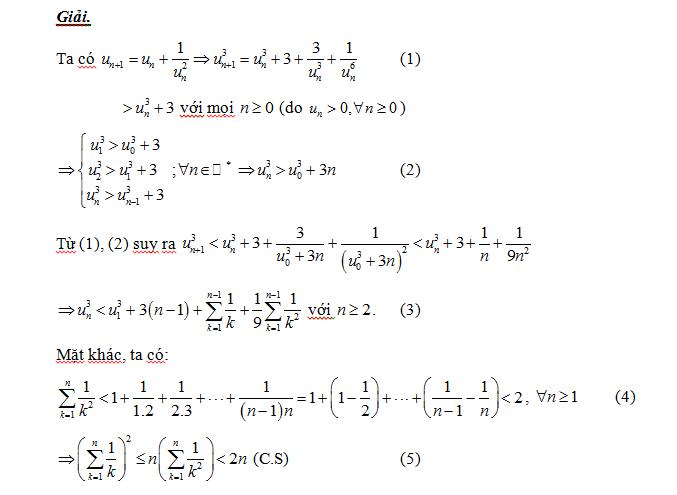 Giải.
Ta có u_{n+1} = u_n + 1/u_n^2 ⇒ u_{n+1}^3 = u_n^3 + 3 + 3/u_n^3 + 1/u_n^6 (1)
> u_n^3 + 3 với mọi n ≥ 0 (do u_n > 0, ∀n ≥ 0)
⇒ { u_1^3 > u_0^3 + 3
u_2^3 > u_1^3 + 3 ; ∀n ∈ □ * ⇒ u_n^3 > u_0^3 + 3n (2)
u_n^3 > u_{n-1}^3 + 3
Từ (1), (2) suy ra u_{n+1}^3 < u_n^3 + 3 + 3/(u_0^3 + 3n) + 1/(u_0^3 + 3n)^2 < u_n^3 + 3 + 1/n + 1/(9n^2)
⇒ u_n^3 < u_1^3 + 3(n-1) + ∑_{k=1}^{n-1} 1/k + 1/9 ∑_{k=1}^{n-1} 1/k^2 với n ≥ 2. (3)
Mặt khác, ta có:
∑_{k=1}^{n} 1/k^2 < 1 + 1/1.2 + 1/2.3 + ⋯ + 1/((n-1)n) = 1 + (1 - 1/2) + ⋯ + (1/(n-1) - 1/n) < 2, ∀n ≥ 1 (4)
⇒ (∑_{k=1}^{n} 1/k)^2 ≤ n(∑_{k=1}^{n} 1/k^2) < 2n (C.S) (5)